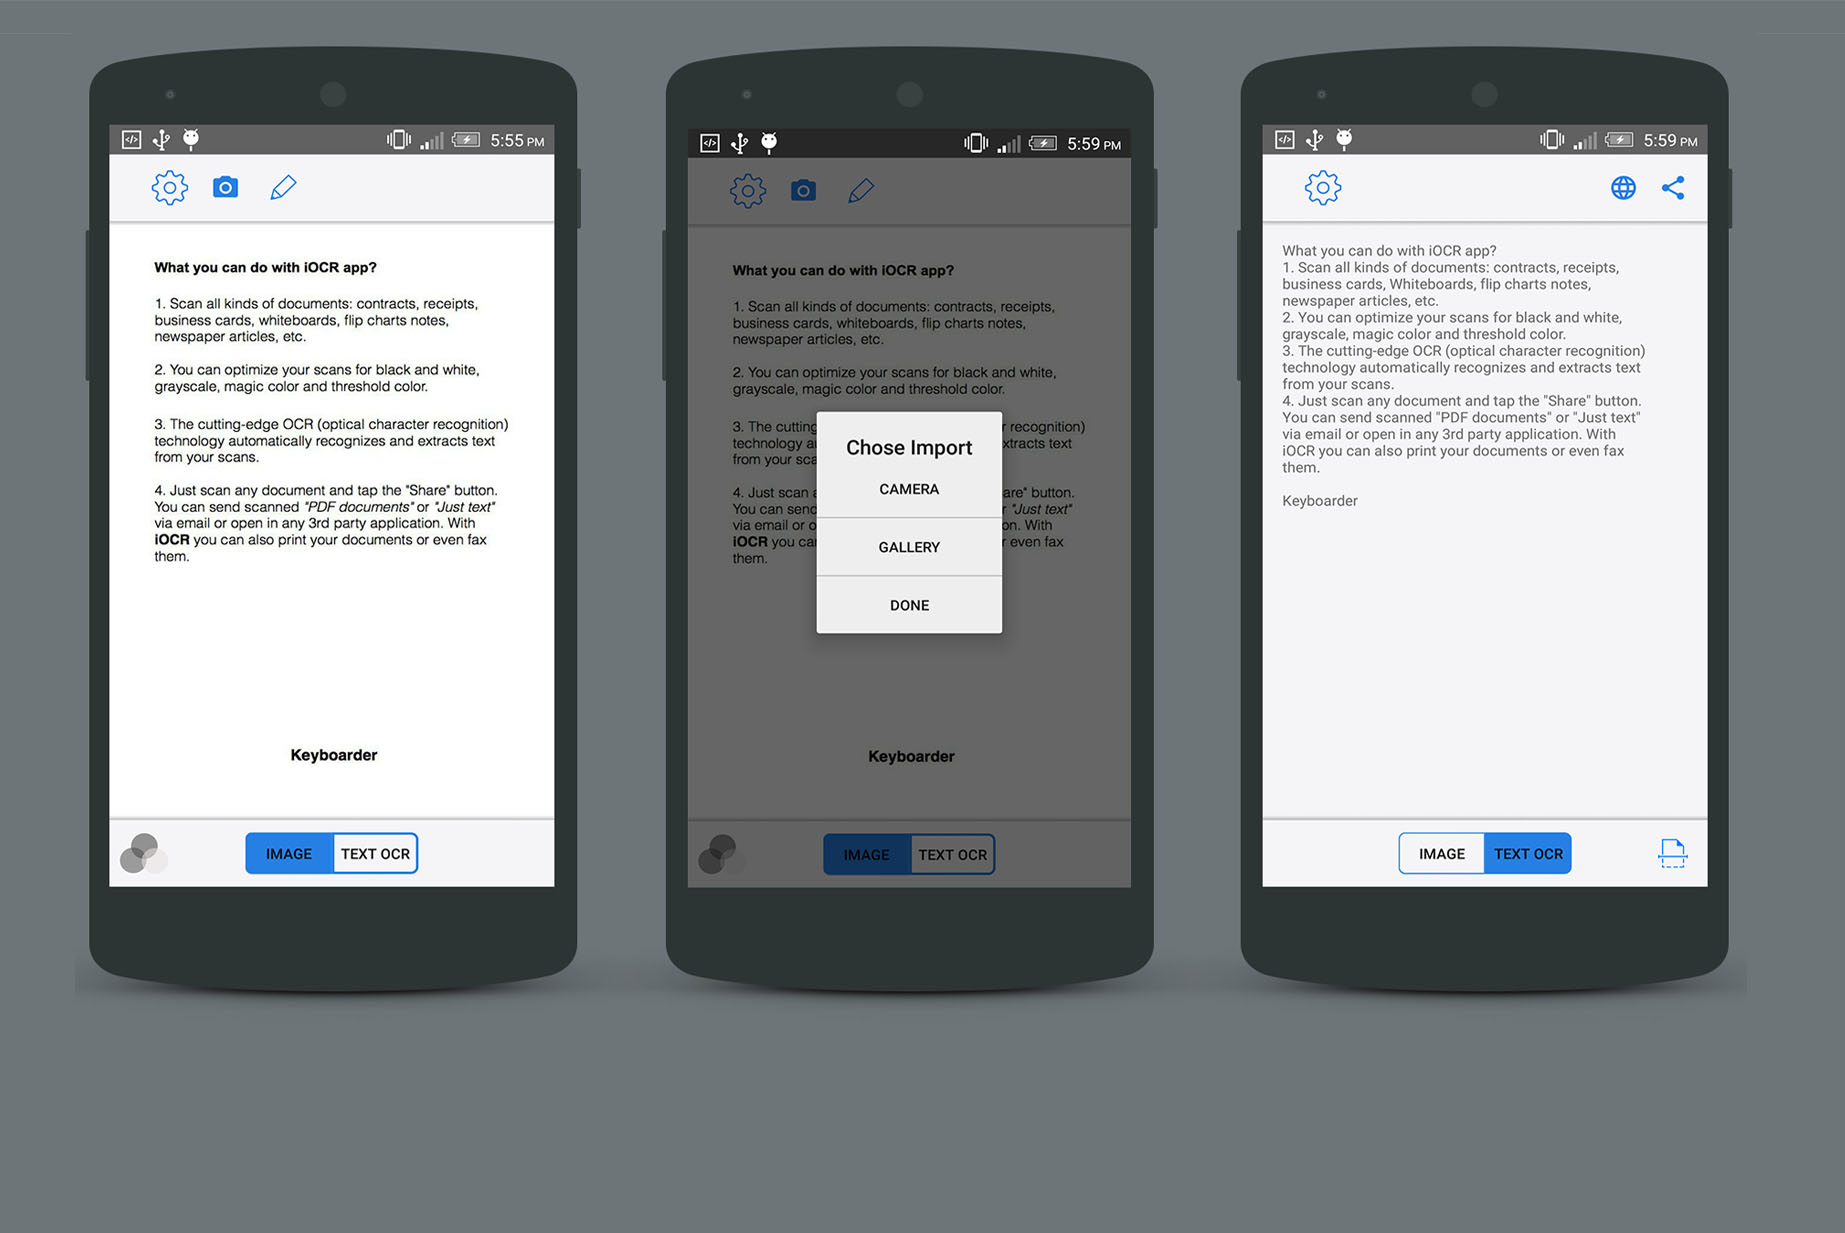 5:55 PM
What you can do with iOCR app?
1. Scan all kinds of documents: contracts, receipts,
business cards, whiteboards, flip charts notes,
newspaper articles, etc.
2. You can optimize your scans for black and white,
grayscale, magic color and threshold color.
3. The cutting-edge OCR (optical character recognition)
technology automatically recognizes and extracts text
from your scans.
4. Just scan any document and tap the "Share" button.
You can send scanned "PDF documents" or "Just text"
via email or open in any 3rd party application. With
iOCR you can also print your documents or even fax
them.
Keyboarder
IMAGE TEXT OCR
5:59 PM
What you can do with iOCR app?
1. Scan all kinds of documents: contracts, receipts,
business cards, whiteboards, flip charts notes,
newspaper articles, etc.
2. You can optimize your scans for black and white,
grayscale, magic color and threshold color.
3. The cutting r recognition)
technology au xtracts text
from your sca
4. Just scan a are" button.
You can send r "Just text"
via email or o on. With
iOCR you can r even fax
them.
Chose Import
CAMERA
GALLERY
DONE
Keyboarder
IMAGE TEXT OCR
5:59 PM
What you can do with iOCR app?
1. Scan all kinds of documents: contracts, receipts,
business cards, Whiteboards, flip charts notes,
newspaper articles, etc.
2. You can optimize your scans for black and white,
grayscale, magic color and threshold color.
3. The cutting-edge OCR (optical character recognition)
technology automatically recognizes and extracts text
from your scans.
4. Just scan any document and tap the "Share" button.
You can send scanned "PDF documents" or "Just text"
via email or open in any 3rd party application. With
iOCR you can also print your documents or even fax
them.
Keyboarder
IMAGE TEXT OCR